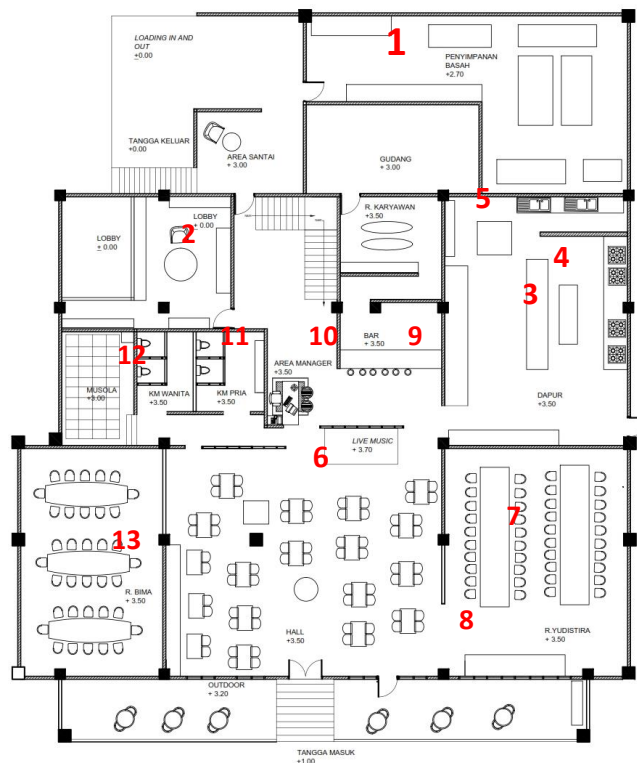 LOADING IN AND
OUT
+0.00
1
PENYIMPANAN
BASAH
+2.70
TANGGA KELUAR
+0.00
AREA SANTAI
+ 3.00
GUDANG
+ 3.00
5
R. KARYAWAN
+3.50
LOBBY
+ 0.00
LOBBY
± 0.00
2
4
3
10
BAR
+ 3.50
9
11
12
AREA MANAGER
+3.50
MUSOLA
+3.00
KM WANITA
+3.50
KM PRIA
+3.50
DAPUR
+3.50
LIVE MUSIC
+ 3.70
6
7
13
R. BIMA
+ 3.50
8
HALL
+3.50
R.YUDISTIRA
+ 3.50
OUTDOOR
+ 3.20
TANGGA MASUK
+1.00